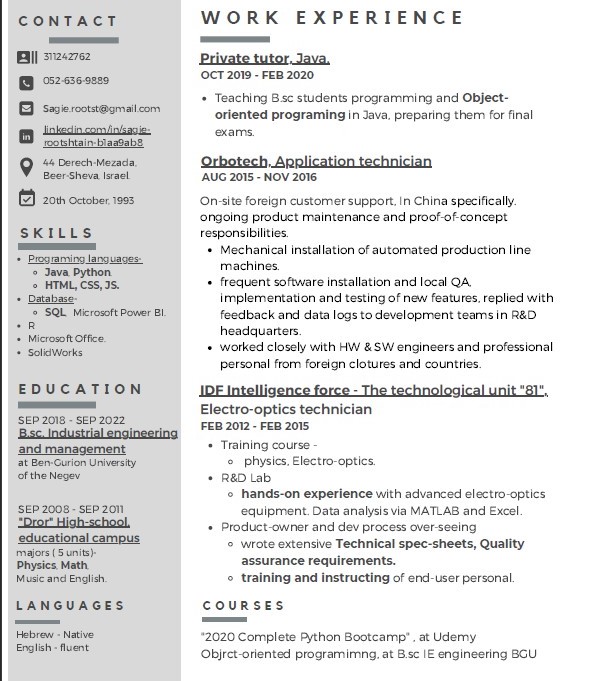 CONTACT
311242762
052-636-9889
Sagie.rootst@gmail.com
linkedin.com/in/sagie-
rootshtain-b1aa9ab8
44 Derech-Mezada,
Beer-Sheva, Israel.
20th October, 1993
SKILLS
Programing languages-
Java, Python
HTML, CSS, JS.
Database-
SQL Microsoft Power BI.
R
Microsoft Office.
SolidWorks
EDUCATION
SEP 2018 - SEP 2022
B.sc. Industrial engineering
and management
at Ben-Gurion University
of the Negev
SEP 2008 - SEP 2011
"Dror" High-school,
educational campus
majors ( 5 units)-
Physics, Math,
Music and English.
LANGUAGES
Hebrew - Native
English - fluent
WORK EXPERIENCE
Private tutor, Java.
OCT 2019 - FEB 2020
Teaching B.sc students programming and Object-
oriented programing in Java, preparing them for final
exams.
Orbotech, Application technician
AUG 2015 - NOV 2016
On-site foreign customer support, In China specifically.
ongoing product maintenance and proof-of-concept
responsibilities.
Mechanical installation of automated production line
machines.
frequent software installation and local QA,
implementation and testing of new features, replied with
feedback and data logs to development teams in R&D
headquarters.
worked closely with HW & SW engineers and professional
personal from foreign clotures and countries.
IDF Intelligence force - The technological unit "81",
Electro-optics technician
FEB 2012 - FEB 2015
Training course -
physics, Electro-optics.
R&D Lab
hands-on experience with advanced electro-optics
equipment. Data analysis via MATLAB and Excel.
Product-owner and dev process over-seeing
wrote extensive Technical spec-sheets, Quality
assurance requirements.
training and instructing of end-user personal.
COURSES
"2020 Complete Python Bootcamp" , at Udemy
Objrct-oriented programimng, at B.sc IE engineering BGU